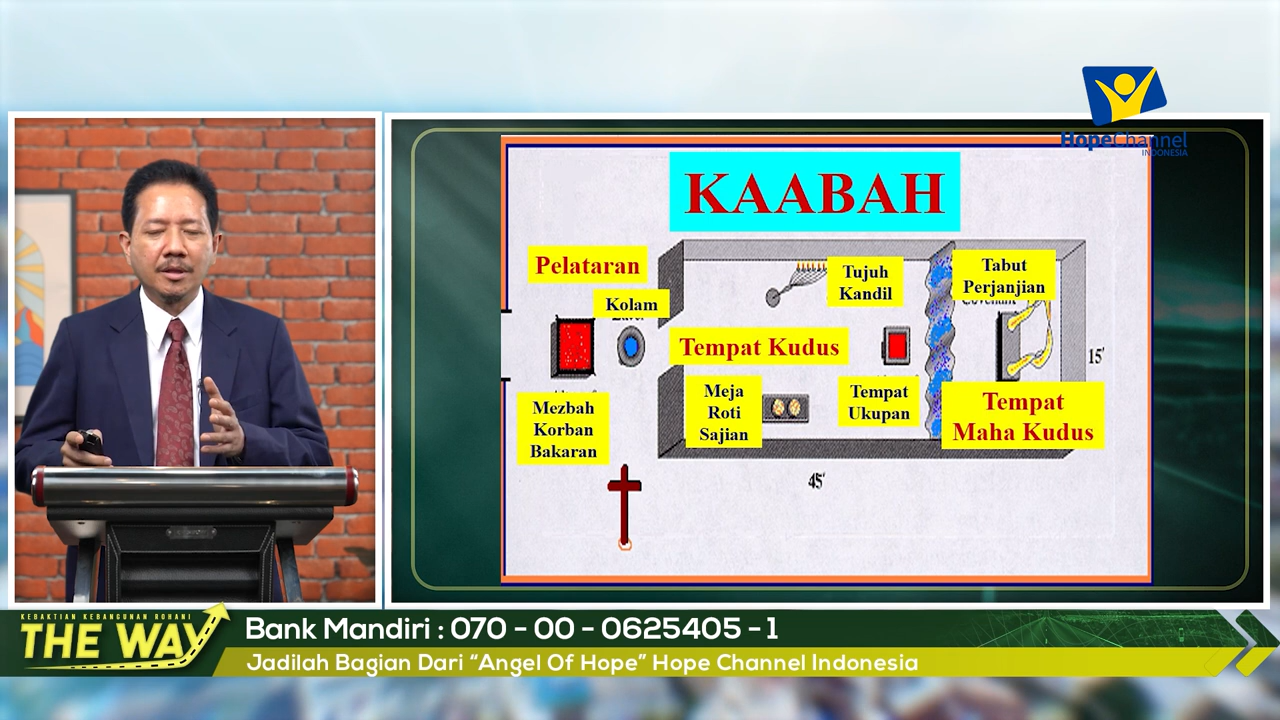 HopeChannel
INDONESIA
KAABAH
Pelataran
Kolam
Tujuh
Kandil
Tabut
Perjanjian
Tempat Kudus
15'
Mezbah
Korban
Bakaran
Meja
Roti
Sajian
Tempat
Ukupan
Tempat
Maha Kudus
45'
KEBAKTIAN KEBANGUNAN ROHANI
THE WAY
Bank Mandiri : 070 - 00 - 0625405 - 1
Jadilah Bagian Dari “Angel Of Hope” Hope Channel Indonesia